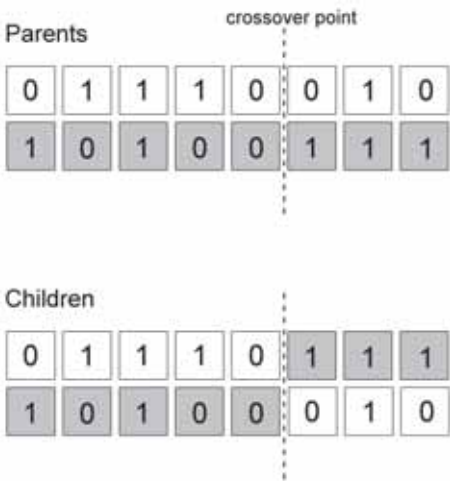 crossover point
Parents
0 1 1 1 0 0 1 0
1 0 1 0 0 1 1 1
Children
0 1 1 1 0 1 1 1
1 0 1 0 0 0 1 0